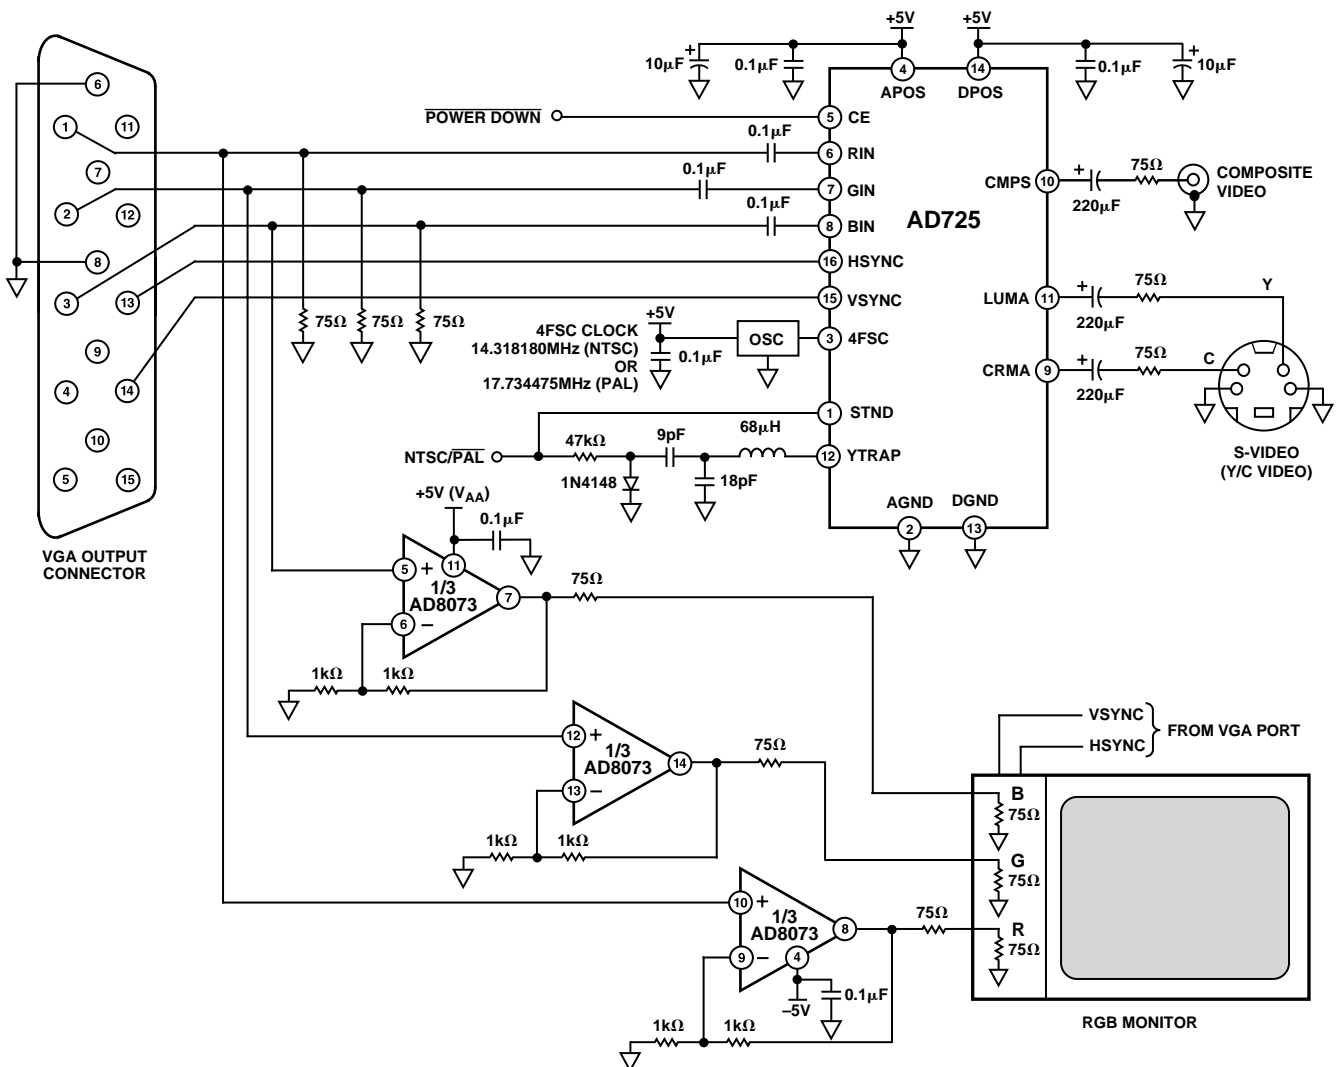 +5V
+5V
10µF
+
0.1µF
4
APOS
14
DPOS
0.1µF
+
10µF
6
1
11
7
2
12
8
3
13
9
4
14
10
5
15
VGA OUTPUT
CONNECTOR
POWER DOWN
5 CE
0.1µF
6 RIN
0.1µF
7 GIN
0.1µF
8 BIN
16 HSYNC
15 VSYNC
3 4FSC
1 STND
12 YTRAP
AD725
AGND
2
DGND
13
CMPS 10
+
220µF
75Ω
COMPOSITE
VIDEO
LUMA 11
+
220µF
75Ω
Y
CRMA 9
+
220µF
75Ω
C
S-VIDEO
(Y/C VIDEO)
75Ω
75Ω
75Ω
4FSC CLOCK
14.318180MHz (NTSC)
OR
17.734475MHz (PAL)
+5V
0.1µF
OSC
NTSC/PAL
47kΩ
1N4148
9pF
18pF
68µH
+5V (VAA)
0.1µF
5 +
11
1/3
AD8073
6 –
7
75Ω
1kΩ
1kΩ
12 +
1/3
AD8073
13 –
14
75Ω
1kΩ
1kΩ
10 +
1/3
AD8073
9 –
4
8
75Ω
–5V
0.1µF
1kΩ
1kΩ
VSYNC
HSYNC
FROM VGA PORT
B
75Ω
G
75Ω
R
75Ω
RGB MONITOR